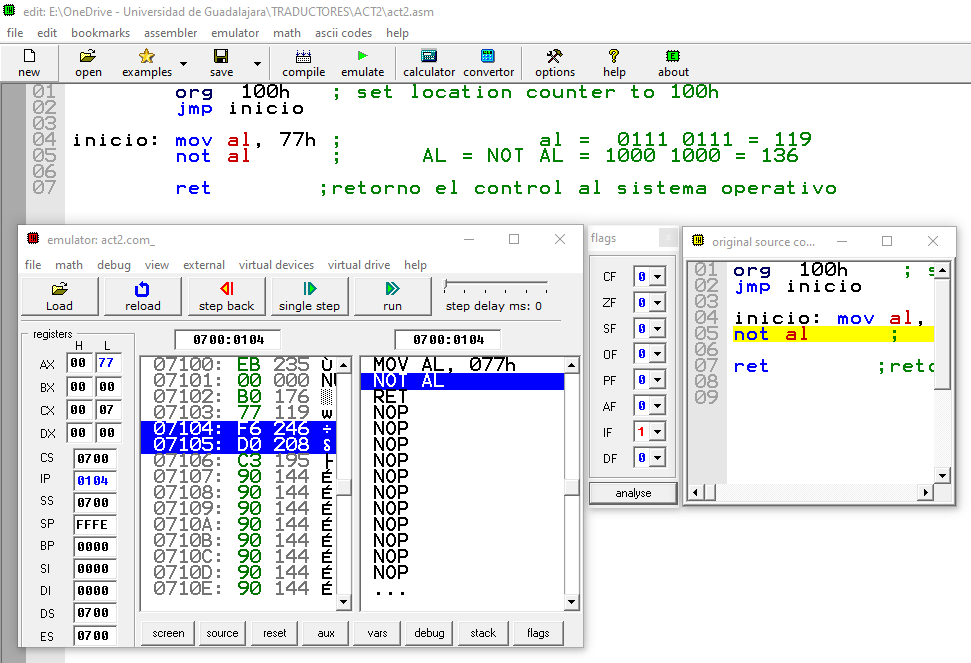 edit: E:\OneDrive - Universidad de Guadalajara\TRADUCTORES\ACT2\act2.asm
file edit bookmarks assembler emulator math ascii codes help
new open examples save compile emulate calculator convertor options help about
01 org 100h ; set location counter to 100h
02 jmp inicio
03
04 inicio: mov al, 77h ; al = 0111 0111 = 119
05 not al ; AL = NOT AL = 1000 1000 = 136
06
07 ret ;retorno el control al sistema operativo
emulator: act2.com_
file math debug view external virtual devices virtual drive help
Load reload step back single step run step delay ms: 0
registers
H L
AX 00 77
BX 00 00
CX 00 07
DX 00 00
CS 0700
IP 0104
SS 0700
SP FFFE
BP 0000
SI 0000
DI 0000
DS 0700
ES 0700
0700:0104 0700:0104
07100: EB 235 Ù
07101: 00 000 NU
07102: B0 176 ░
07103: 77 119 w
07104: F6 246 ÷
07105: D0 208 ð
07106: C3 195 ├
07107: 90 144 É
07108: 90 144 É
07109: 90 144 É
0710A: 90 144 É
0710B: 90 144 É
0710C: 90 144 É
0710D: 90 144 É
0710E: 90 144 É
MOV AL, 077h
NOT AL
RET
NOP
NOP
NOP
NOP
NOP
NOP
NOP
NOP
NOP
NOP
NOP
...
screen source reset aux vars debug stack flags
flags
x
CF 0
ZF 0
SF 0
OF 0
PF 0
AF 0
IF 1
DF 0
analyse
original source co...
01 org 100h ; s
02 jmp inicio
03
04 inicio: mov al,
05 not al ;
06
07 ret ;retc
08
09